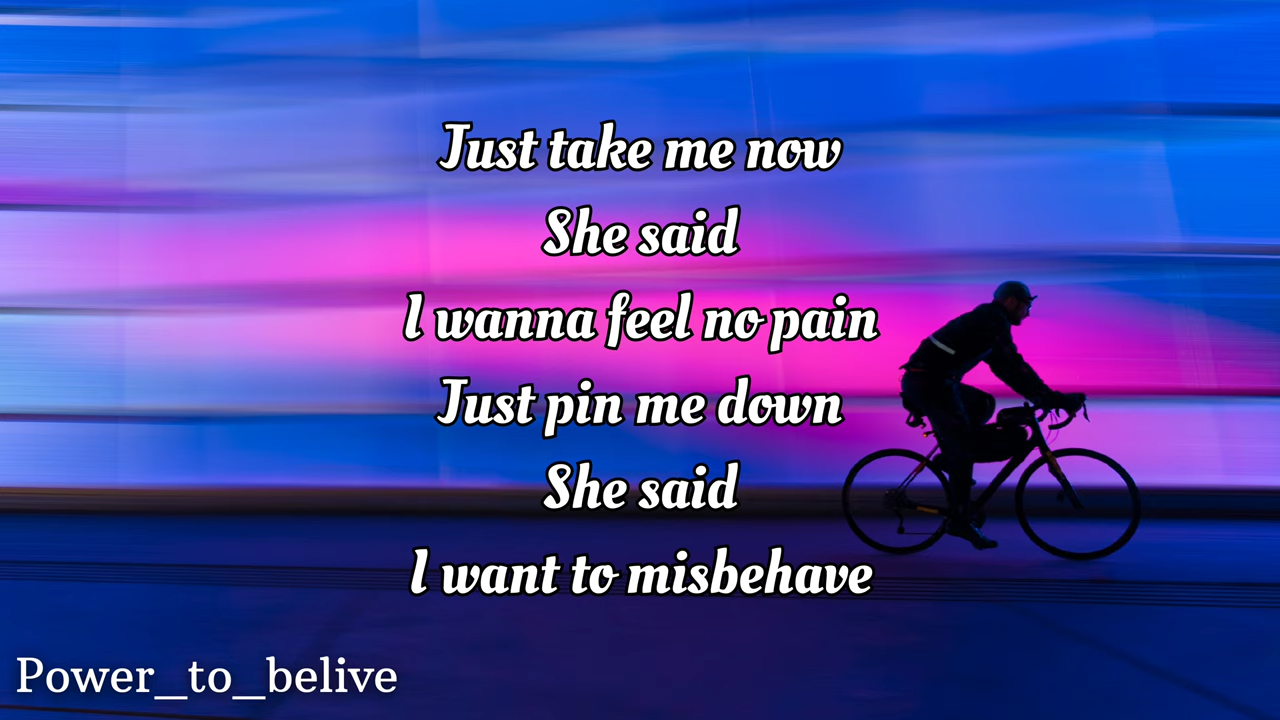 Just take me now
She said
I wanna feel no pain
Just pin me down
She said
I want to misbehave
Power_to_belive